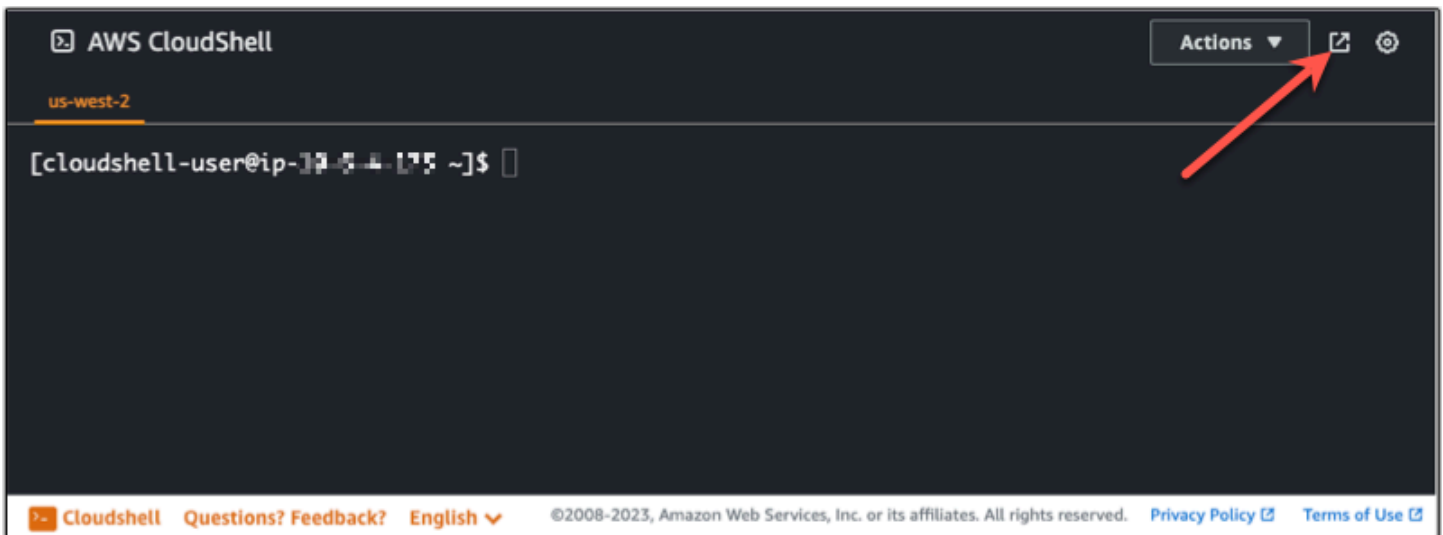 AWS CloudShell
Actions
us-west-2
[cloudshell-user@ip- ~]$
Cloudshell Questions? Feedback? English ©2008-2023, Amazon Web Services, Inc. or its affiliates. All rights reserved. Privacy Policy Terms of Use